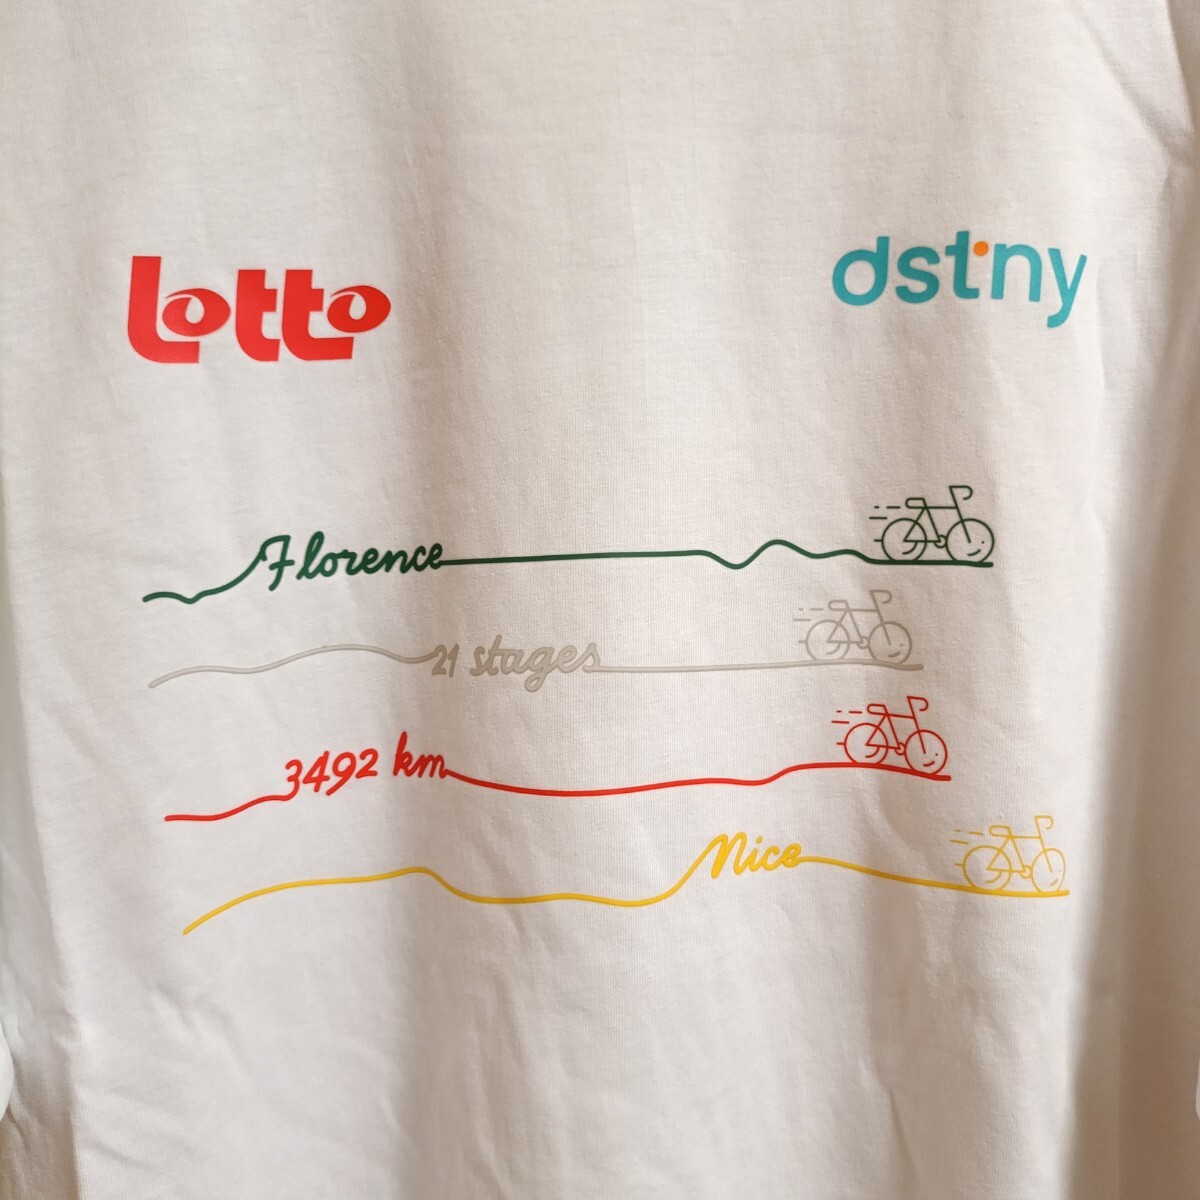 Lotto
dstny
Florence
21 stages
3492 km
Nice